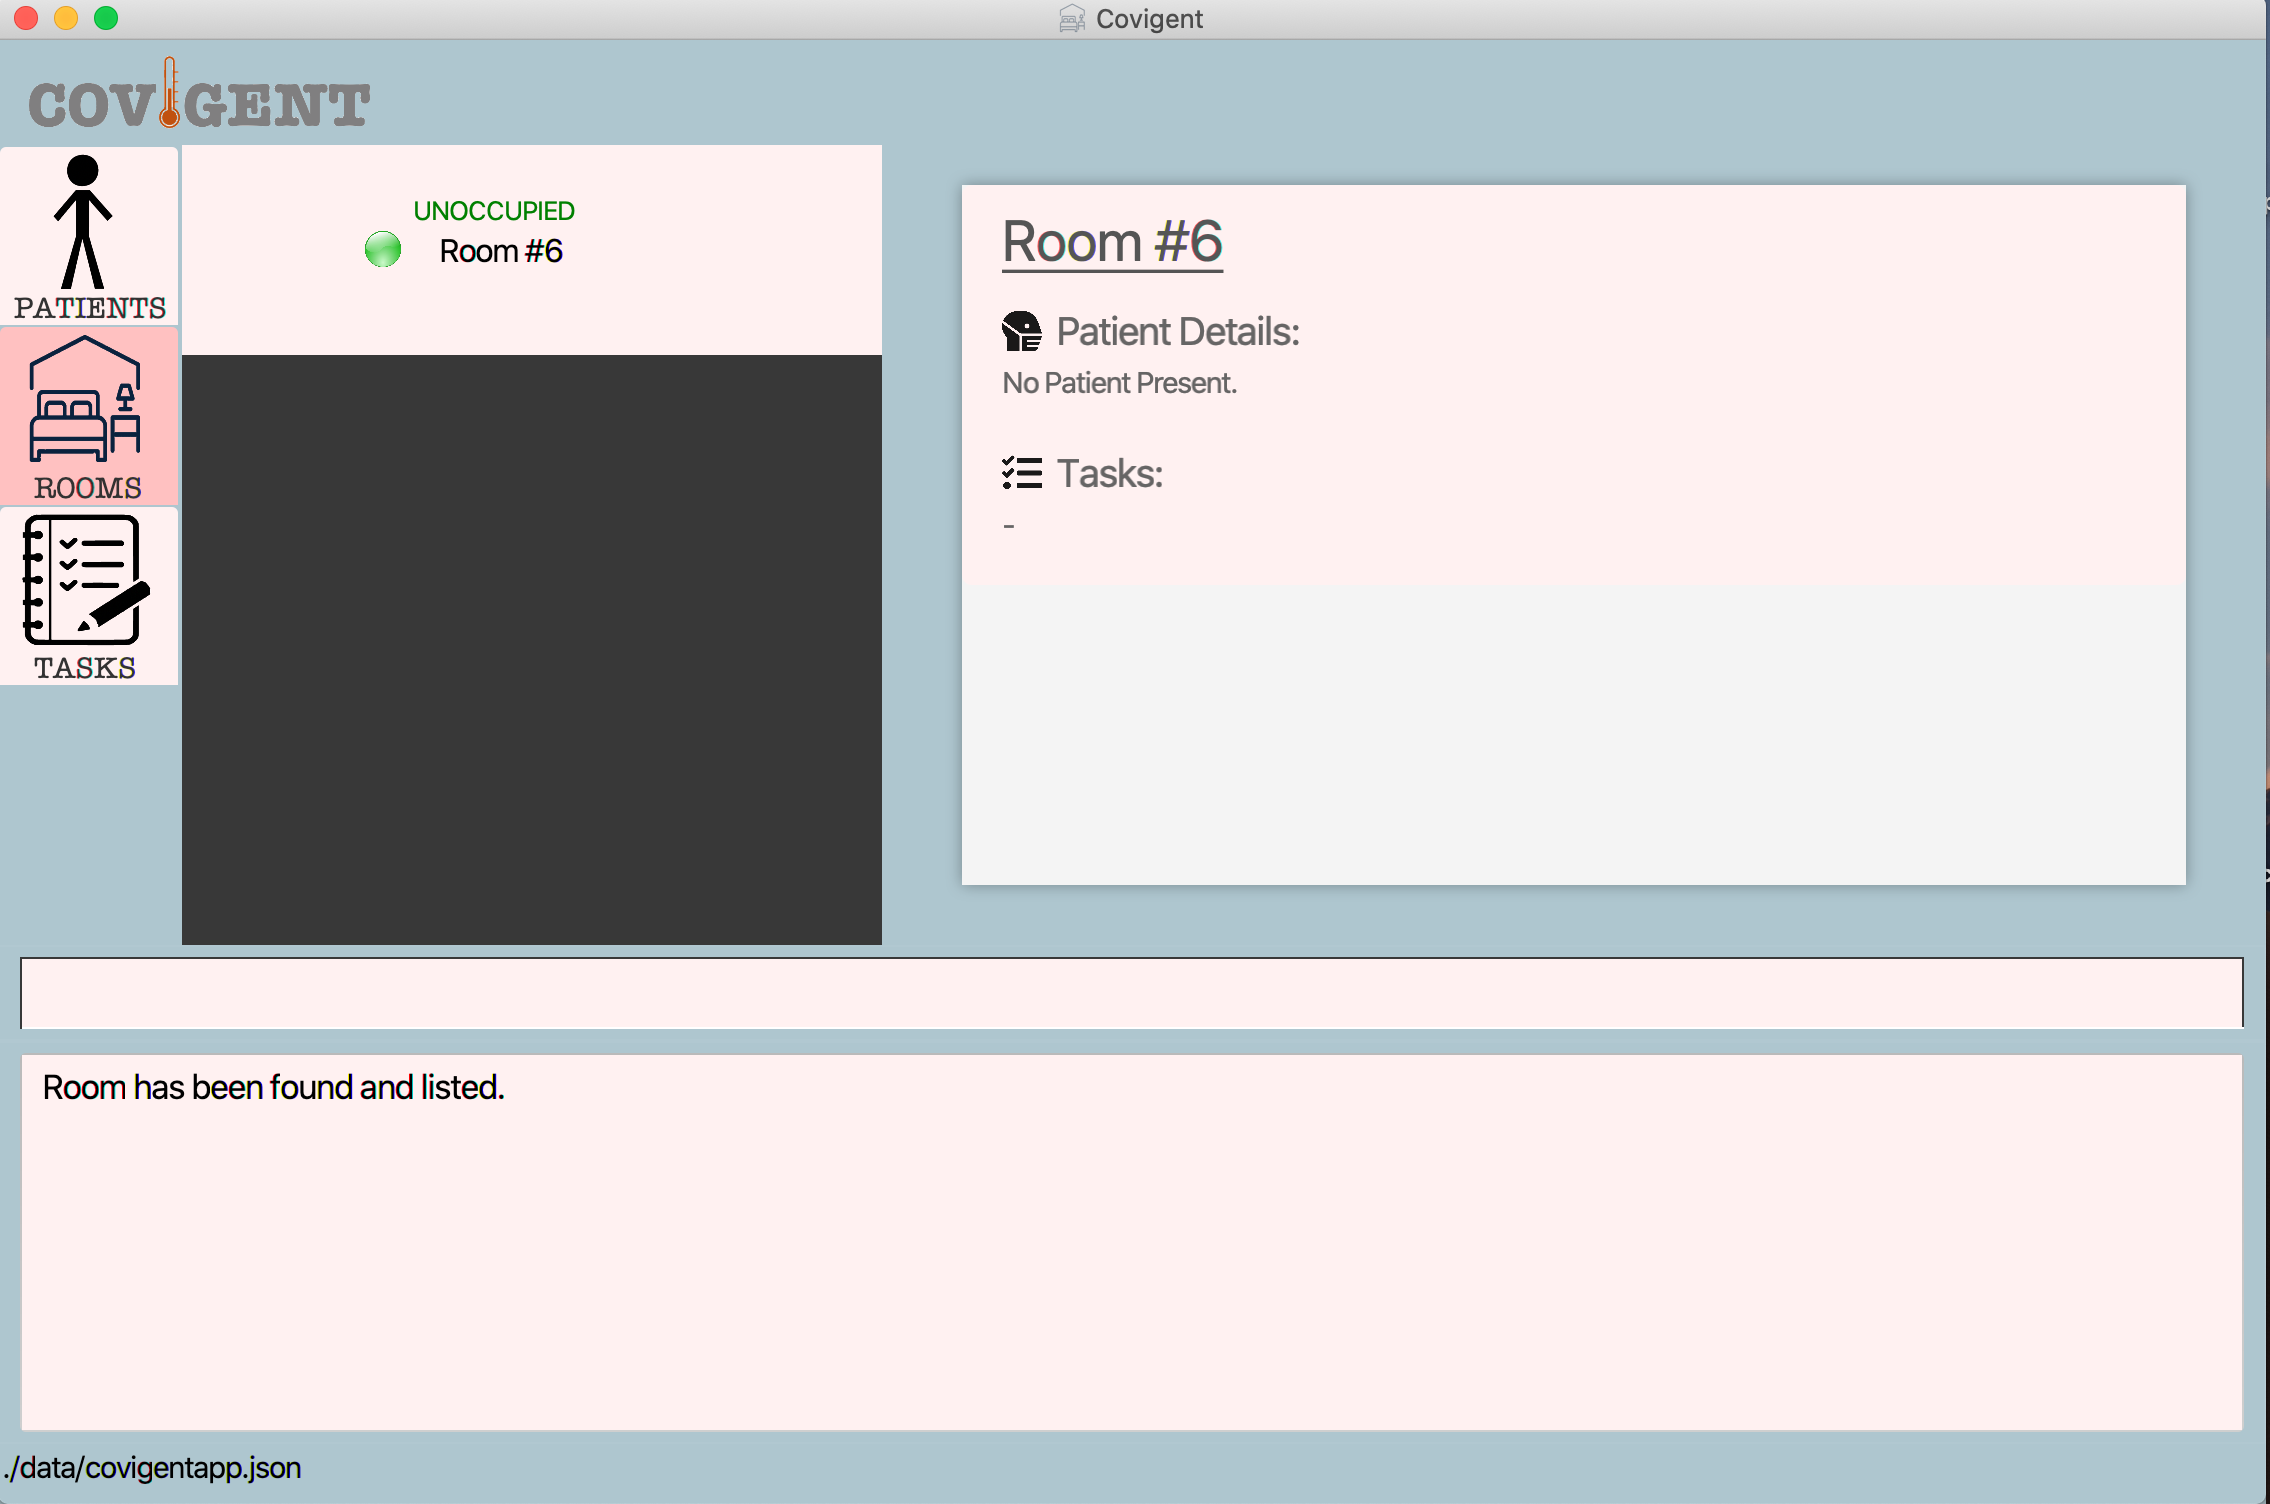 Covigent
COVIGENT
PATIENTS
ROOMS
TASKS
UNOCCUPIED
Room #6
Room #6
Patient Details:
No Patient Present.
Tasks:
-
Room has been found and listed.
./data/covigentapp.json